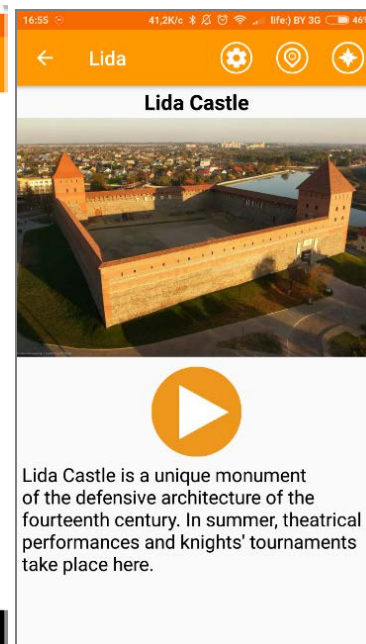 16:55 41,2K/c life:) BY 3G 46%
Lida
Lida Castle
Lida Castle is a unique monument
of the defensive architecture of the
fourteenth century. In summer, theatrical
performances and knights' tournaments
take place here.